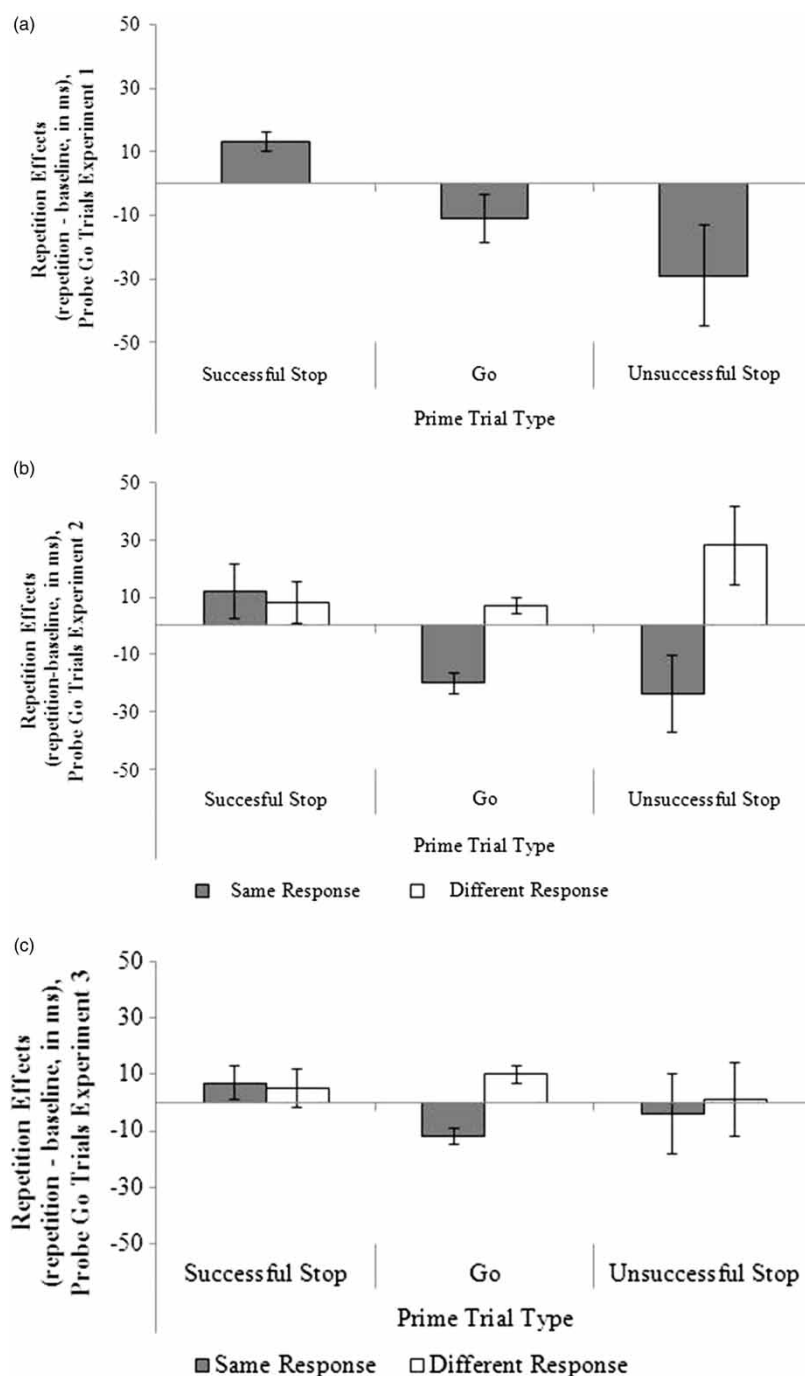 (a)
Repetition Effects
(repetition - baseline, in ms),
Probe Go Trials Experiment 1
50
30
10
-10
-30
-50
Successful Stop Go Unsuccessful Stop
Prime Trial Type
(b)
Repetition Effects
(repetition-baseline, in ms),
Probe Go Trials Experiment 2
50
30
10
-10
-30
-50
Succesful Stop Go Unsuccessful Stop
Prime Trial Type
Same Response Different Response
(c)
Repetition Effects
(repetition - baseline, in ms),
Probe Go Trials Experiment 3
50
30
10
-10
-30
-50
Successful Stop Go Unsuccessful Stop
Prime Trial Type
Same Response Different Response